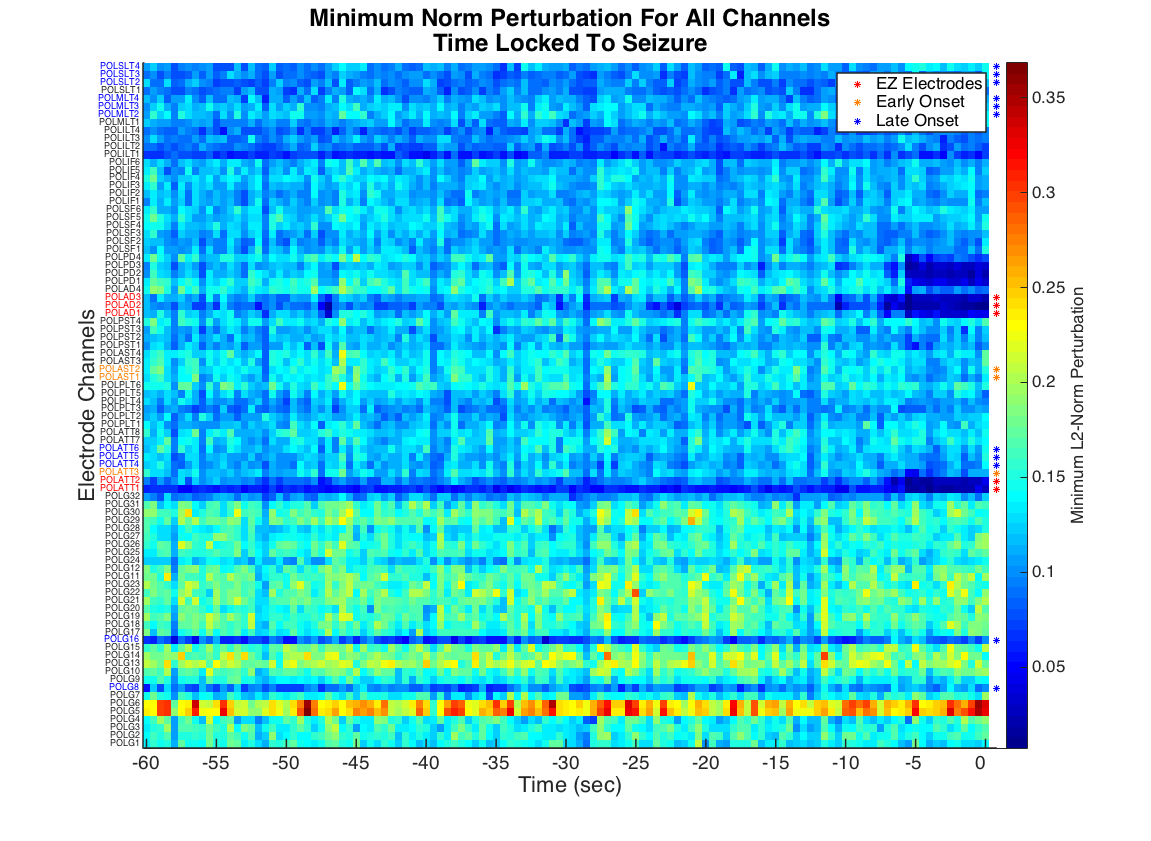 Minimum Norm Perturbation For All Channels
Time Locked To Seizure
POLSLT4
POLSLT3
POLSLT2
POLSLT1
POLMLT4
POLMLT3
POLMLT2
POLMLT1
POLILT4
POLILT3
POLILT2
POLILT1
POLIF6
POLIF5
POLIF4
POLIF3
POLIF2
POLIF1
POLSF6
POLSF5
POLSF4
POLSF3
POLSF2
POLSF1
POLPD4
POLPD3
POLPD2
POLPD1
POLAD4
POLAD3
POLAD2
POLAD1
POLPST4
POLPST3
POLPST2
POLPST1
POLAST4
POLAST3
POLAST2
POLAST1
POLPLT6
POLPLT5
POLPLT4
POLPLT3
POLPLT2
POLPLT1
POLATT8
POLATT7
POLATT6
POLATT5
POLATT4
POLATT3
POLATT2
POLATT1
POLG32
POLG31
POLG30
POLG29
POLG28
POLG27
POLG26
POLG25
POLG24
POLG12
POLG11
POLG23
POLG22
POLG21
POLG20
POLG19
POLG18
POLG17
POLG16
POLG15
POLG14
POLG13
POLG10
POLG9
POLG8
POLG7
POLG6
POLG5
POLG4
POLG3
POLG2
POLG1
Electrode Channels
EZ Electrodes
Early Onset
Late Onset
-60 -55 -50 -45 -40 -35 -30 -25 -20 -15 -10 -5 0
Time (sec)
0.35
0.3
0.25
0.2
0.15
0.1
0.05
Minimum L2-Norm Perturbation